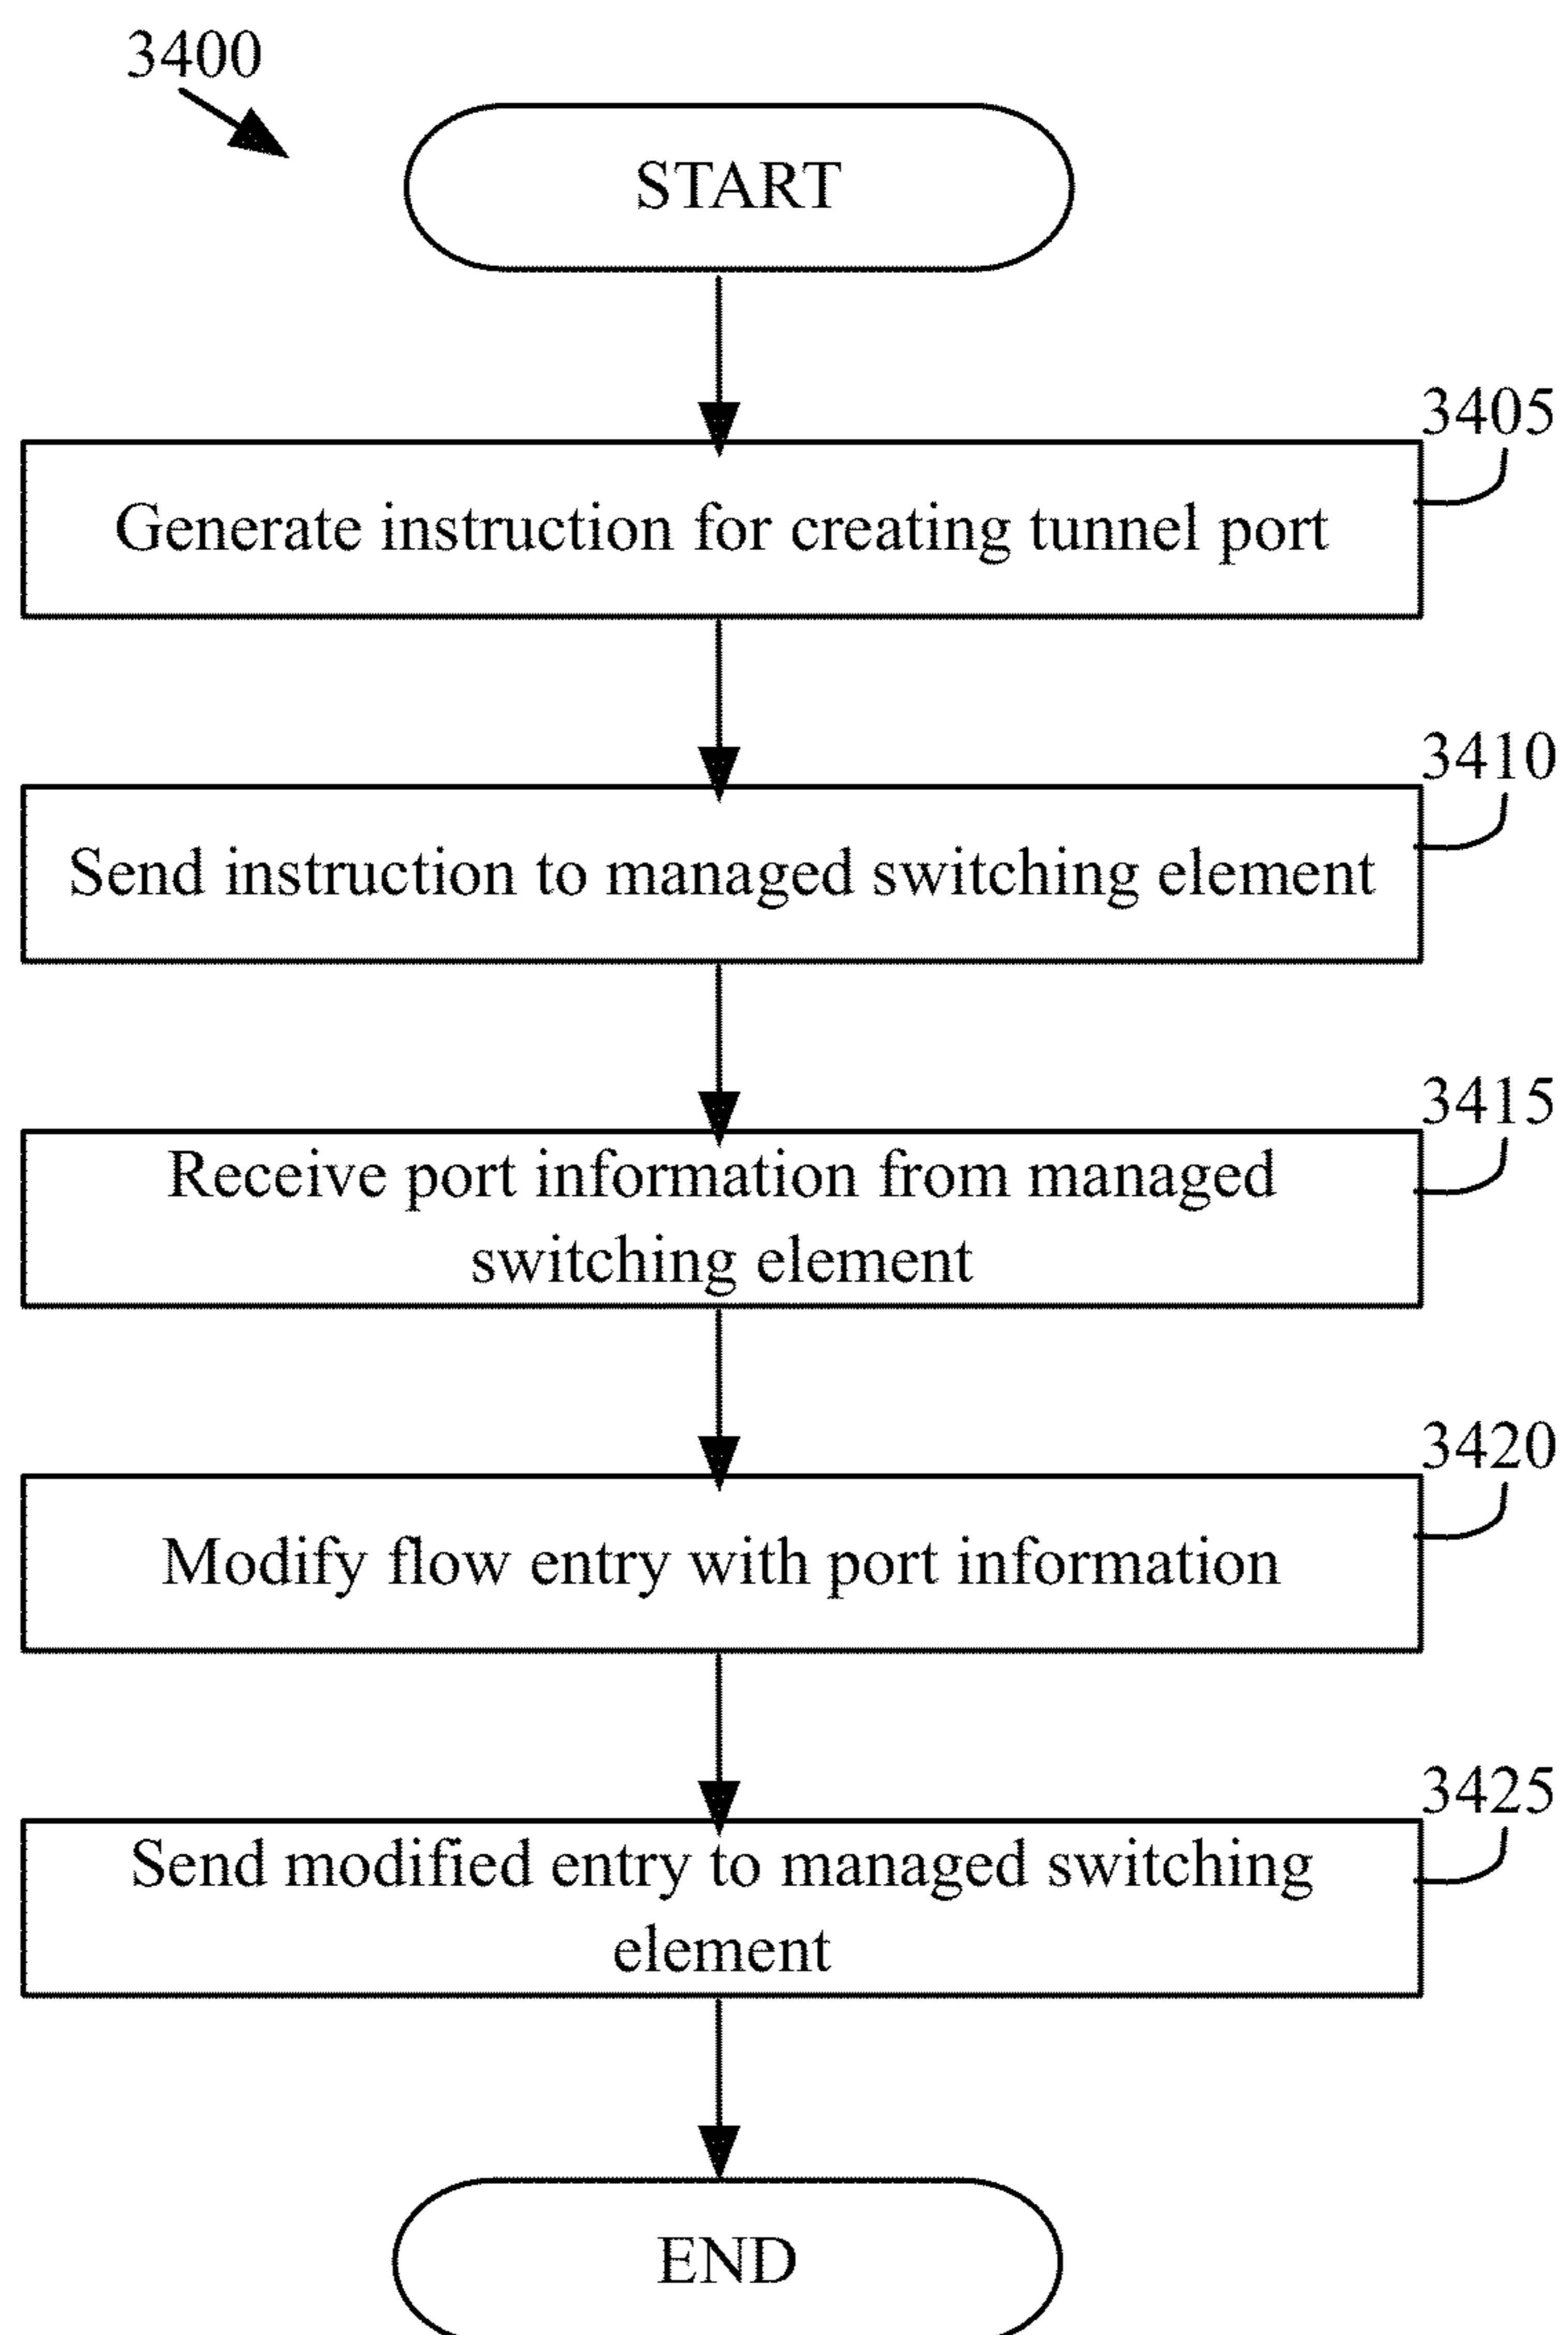 3400
START
3405
Generate instruction for creating tunnel port
3410
Send instruction to managed switching element
3415
Receive port information from managed
switching element
3420
Modify flow entry with port information
3425
Send modified entry to managed switching
element
END